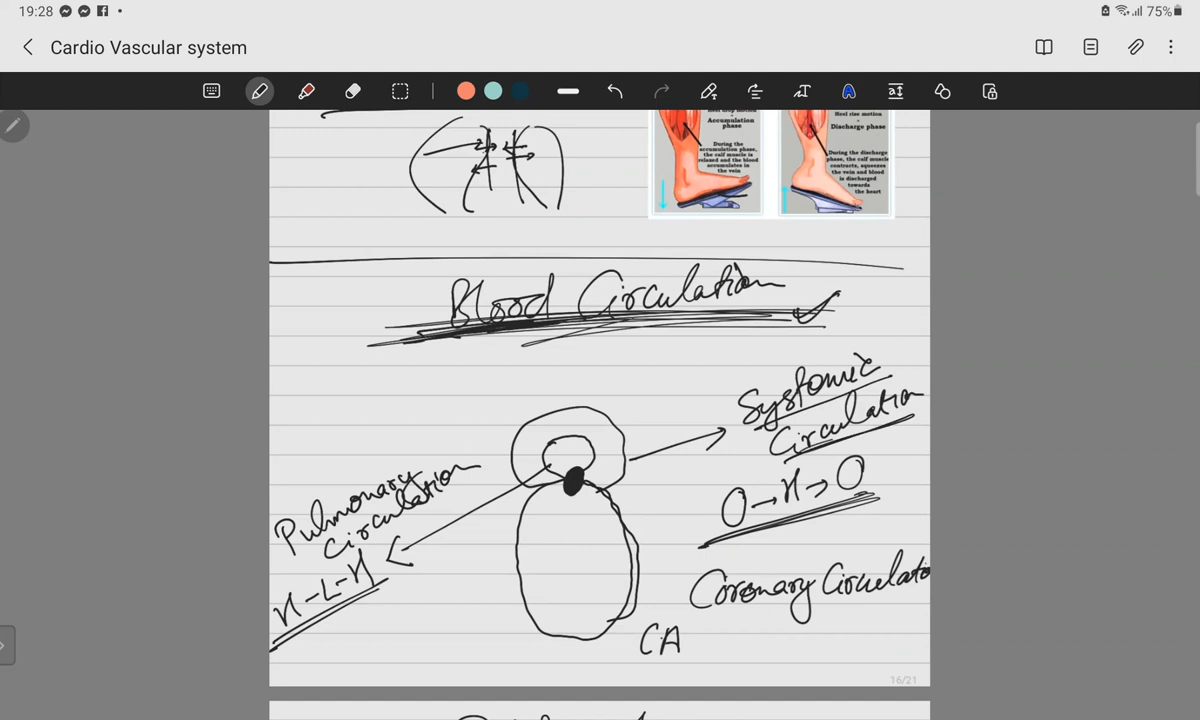 19:28
75%
Cardio Vascular system
Accumulation
phase
During the
accumulation phase,
the calf muscle is
relaxed and the blood
accumulates in
the vein
Heel rise motion
Discharge phase
During the discharge
phase, the calf muscle
contracts, squeezes
the vein and blood
is discharged
towards
the heart
Blood Circulation
Systomic
Circulation
O→H→O
Pulmonary
Circulation
H-L-H
Coronary Circulatio
CA
16/21